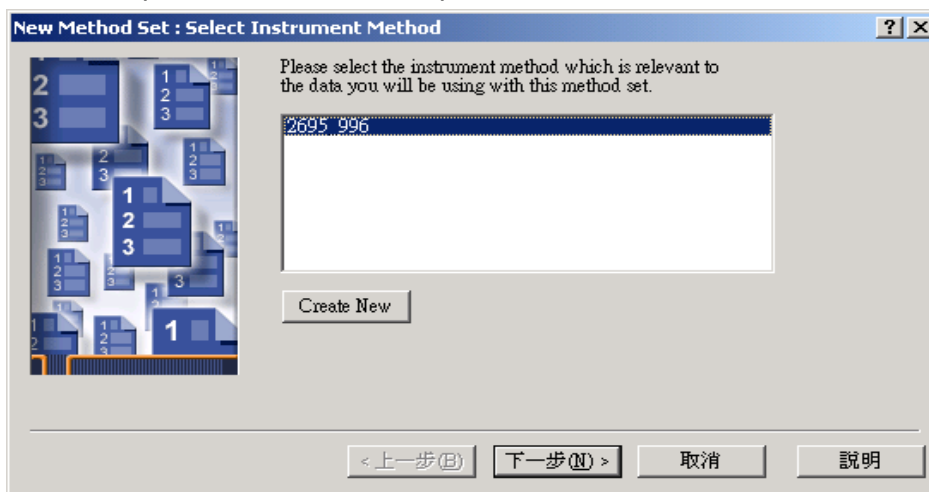 New Method Set : Select Instrument Method
Please select the instrument method which is relevant to
the data you will be using with this method set.
2695 996
Create New
<上一步(B)
下一步(N) >
取消
説明